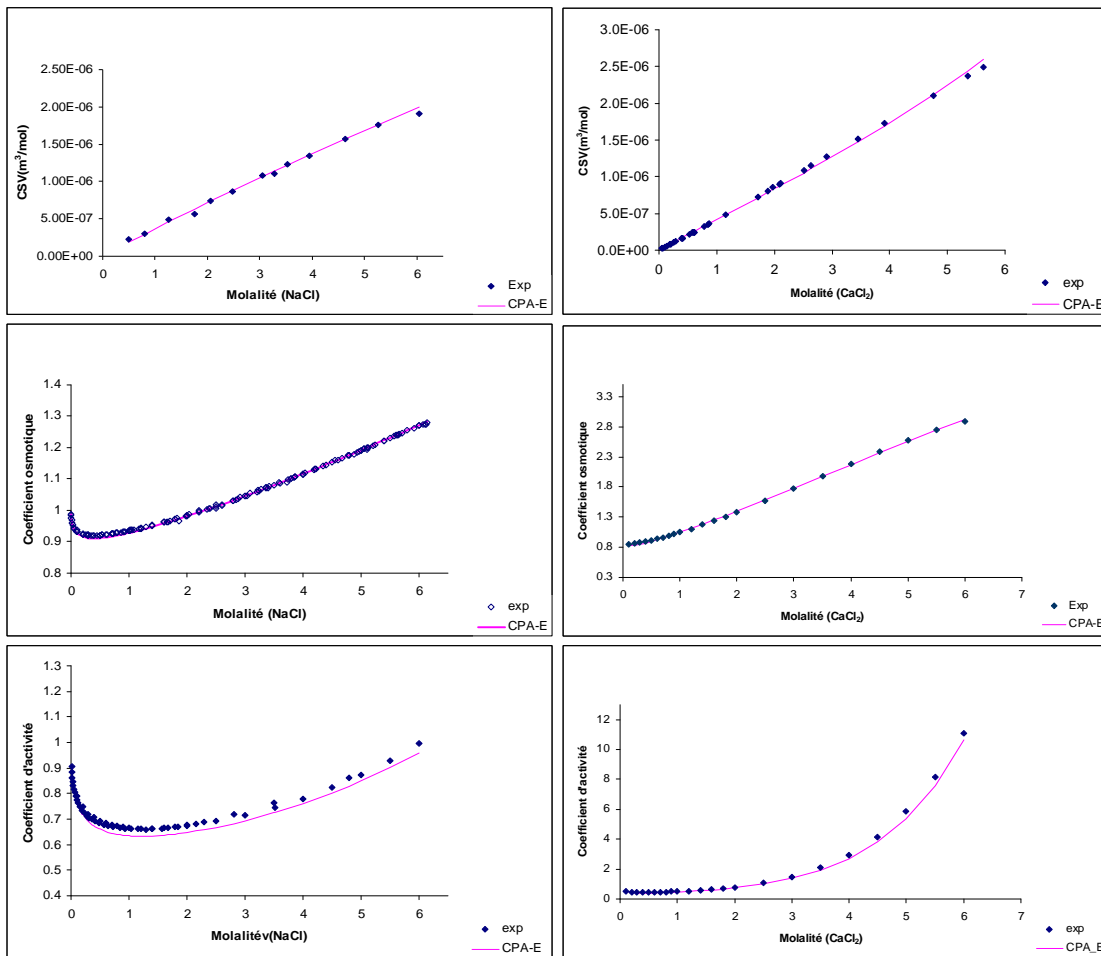 2.50E-06
2.00E-06
1.50E-06
1.00E-06
5.00E-07
0.00E+00
CSV(m³/mol)
1 2 3 4 5 6
Molalité (NaCl)
Exp
CPA-E
3.0E-06
2.5E-06
2.0E-06
1.5E-06
1.0E-06
5.0E-07
0.0E+00
CSV(m³/mol)
0 1 2 3 4 5 6
Molalité (CaCl₂)
exp
CPA-E
1.4
1.3
1.2
1.1
1
0.9
0.8
Coefficient osmotique
0 1 2 3 4 5 6
Molalité (NaCl)
exp
CPA-E
3.3
2.8
2.3
1.8
1.3
0.8
0.3
Coefficient osmotique
0 1 2 3 4 5 6 7
Molalité (CaCl₂)
Exp
CPA-E
1.3
1.2
1.1
1
0.9
0.8
0.7
0.6
0.5
0.4
Coefficient d'activité
0 1 2 3 4 5 6
Molalitév(NaCl)
exp
CPA-E
12
10
8
6
4
2
0
Coefficient d'activité
0 1 2 3 4 5 6 7
Molalité (CaCl₂)
exp
CPA_E